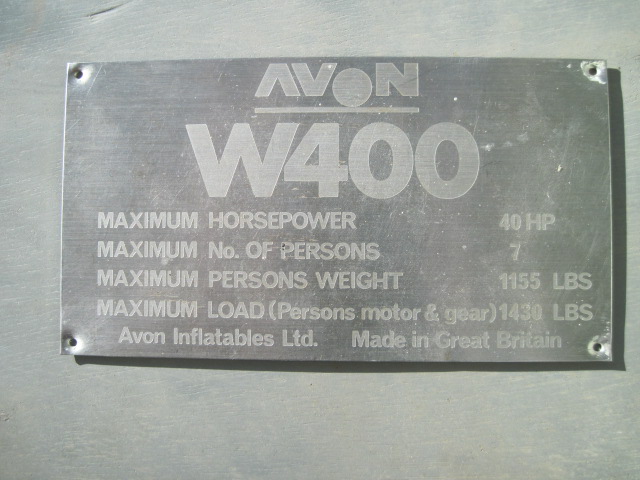 AVON
W400
MAXIMUM HORSEPOWER 40 HP
MAXIMUM No. OF PERSONS 7
MAXIMUM PERSONS WEIGHT 1155 LBS
MAXIMUM LOAD (Persons motor & gear) 1430 LBS
Avon Inflatables Ltd. Made in Great Britain